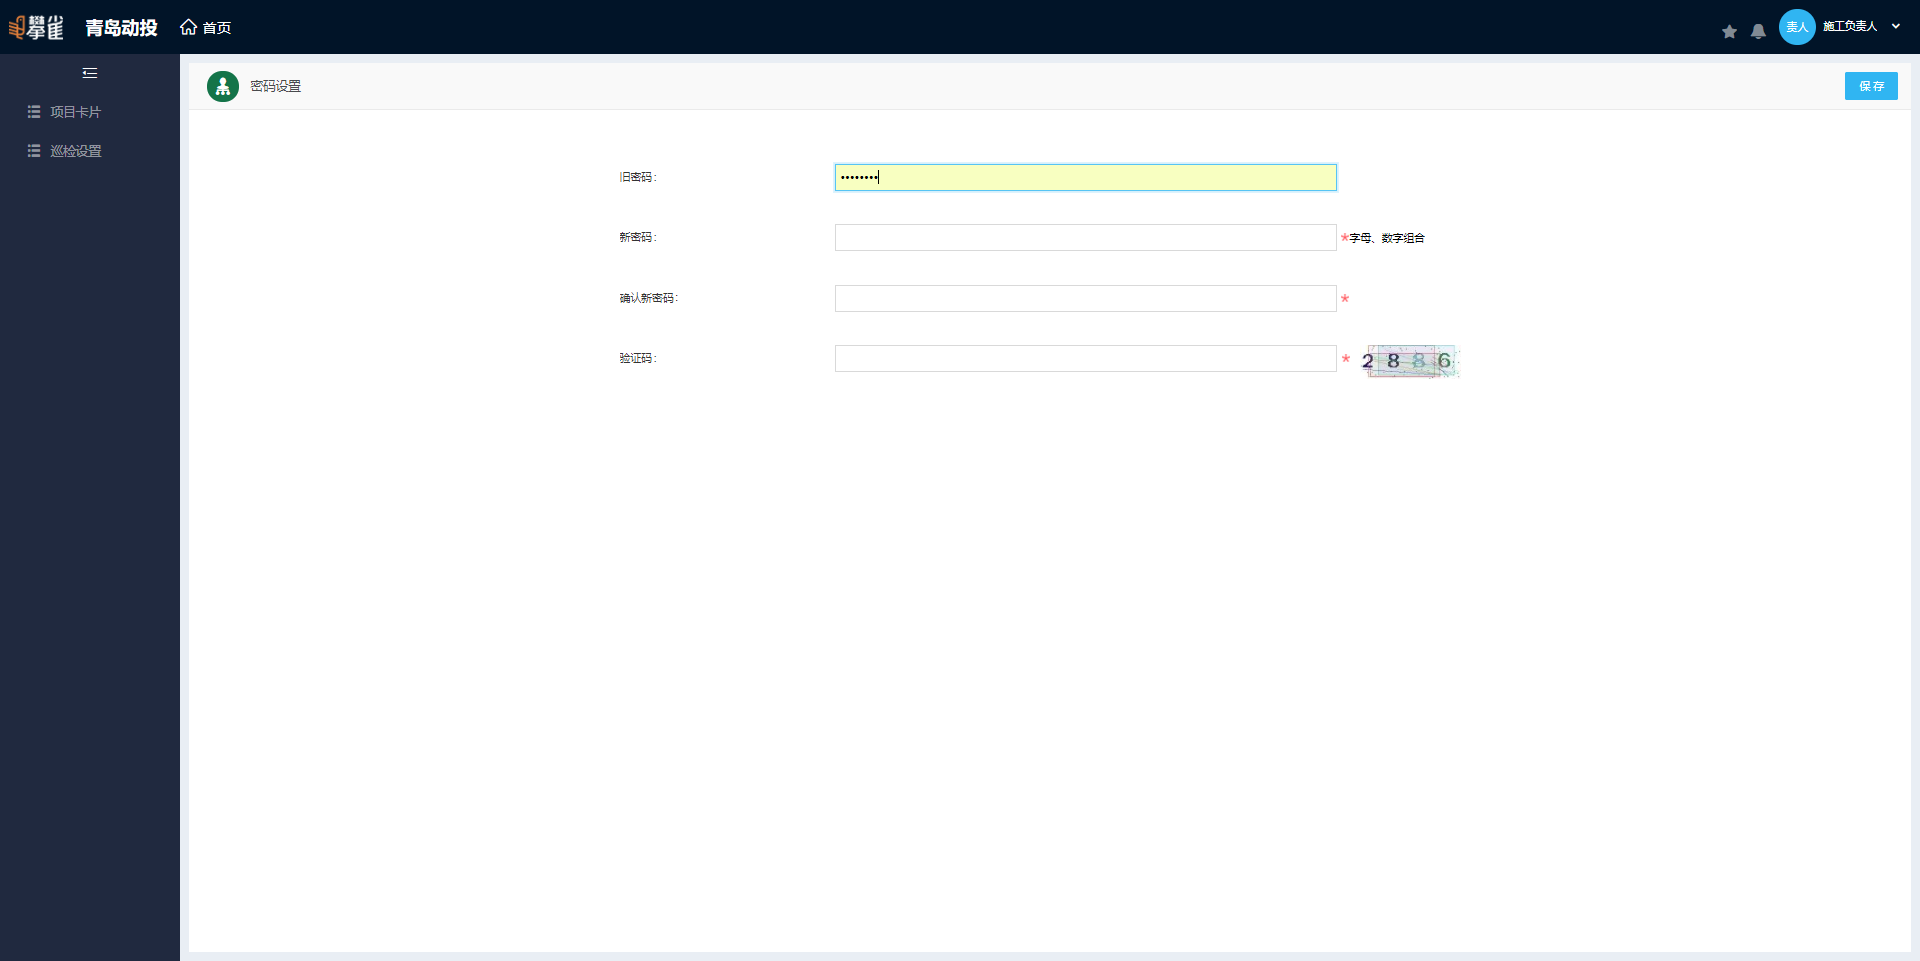 攀雀 青岛动投 首页 责人 施工负责人
项目卡片
巡检设置
密码设置 保存
旧密码: ••••••••
新密码: *字母、数字组合
确认新密码: *
验证码: * 2886